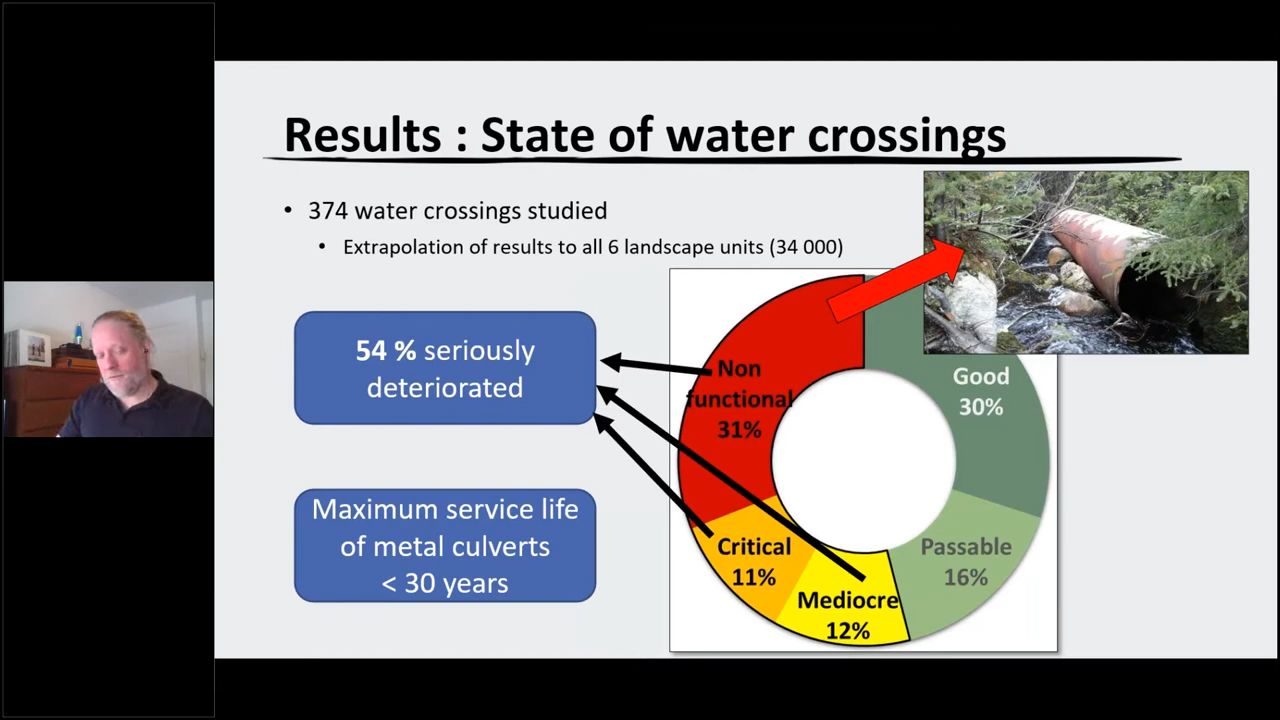 Results : State of water crossings
• 374 water crossings studied
• Extrapolation of results to all 6 landscape units (34 000)
54 % seriously
deteriorated
Maximum service life
of metal culverts
< 30 years
Non
functional
31%
Good
30%
Critical
11%
Mediocre
12%
Passable
16%